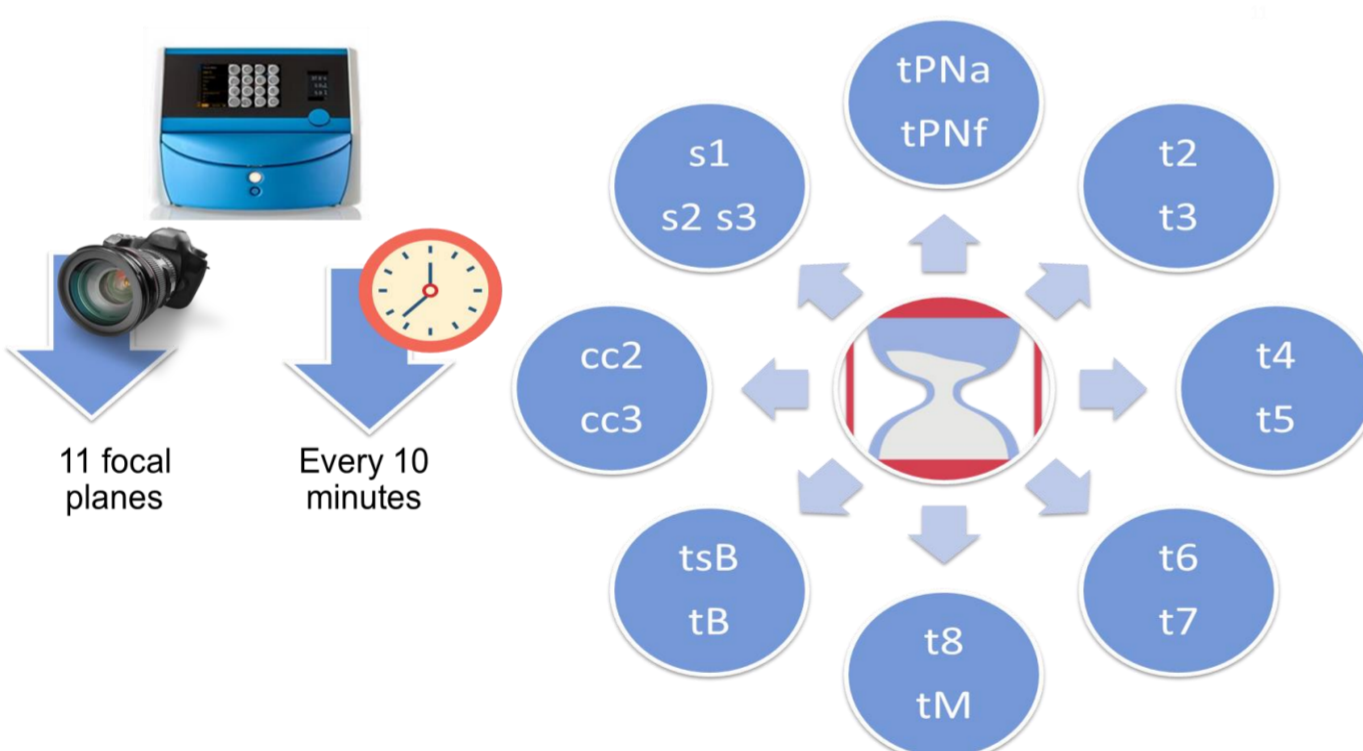 11 focal
planes
Every 10
minutes
tPNa
tPNf
t2
t3
t4
t5
t6
t7
t8
tM
tsB
tB
cc2
cc3
s1
s2 s3